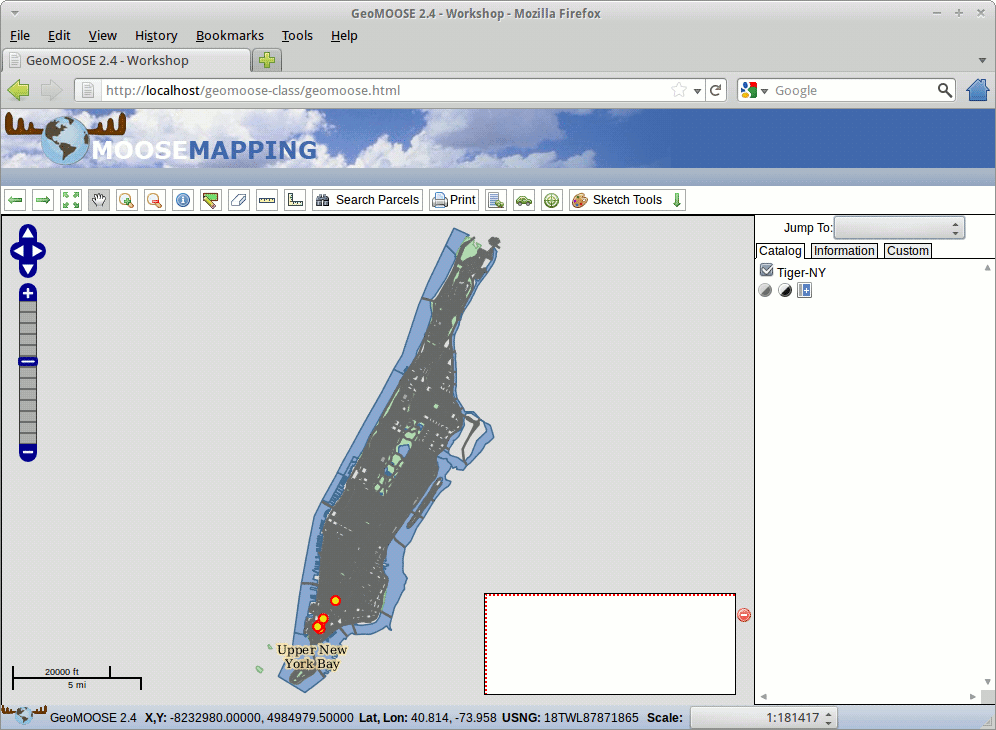 GeoMOOSE 2.4 - Workshop - Mozilla Firefox
File Edit View History Bookmarks Tools Help
GeoMOOSE 2.4 - Workshop
http://localhost/geomoose-class/geomoose.html
Google
MOOSEMAPPING
Search Parcels
Print
Sketch Tools
Jump To:
Catalog Information Custom
Tiger-NY
Upper New
York Bay
20000 ft
5 mi
GeoMOOSE 2.4 X,Y: -8232980.00000, 4984979.50000 Lat, Lon: 40.814, -73.958 USNG: 18TWL87871865 Scale: 1:181417